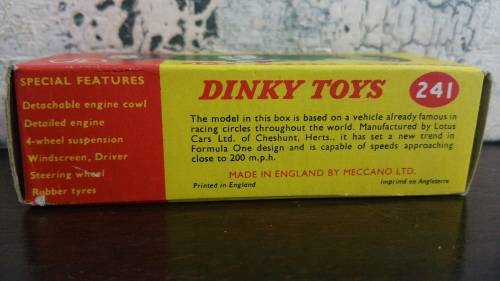 SPECIAL FEATURES
Detachable engine cowl
Detailed engine
4-wheel suspension
Windscreen, Driver
Steering wheel
Rubber tyres
DINKY TOYS
241
The model in this box is based on a vehicle already famous in
racing circles throughout the world. Manufactured by Lotus
Cars Ltd. of Cheshunt, Herts., it has set a new trend in
Formula One design and is capable of speeds approaching
close to 200 m.p.h.
MADE IN ENGLAND BY MECCANO LTD.
Printed in England
Imprimé en Angleterre